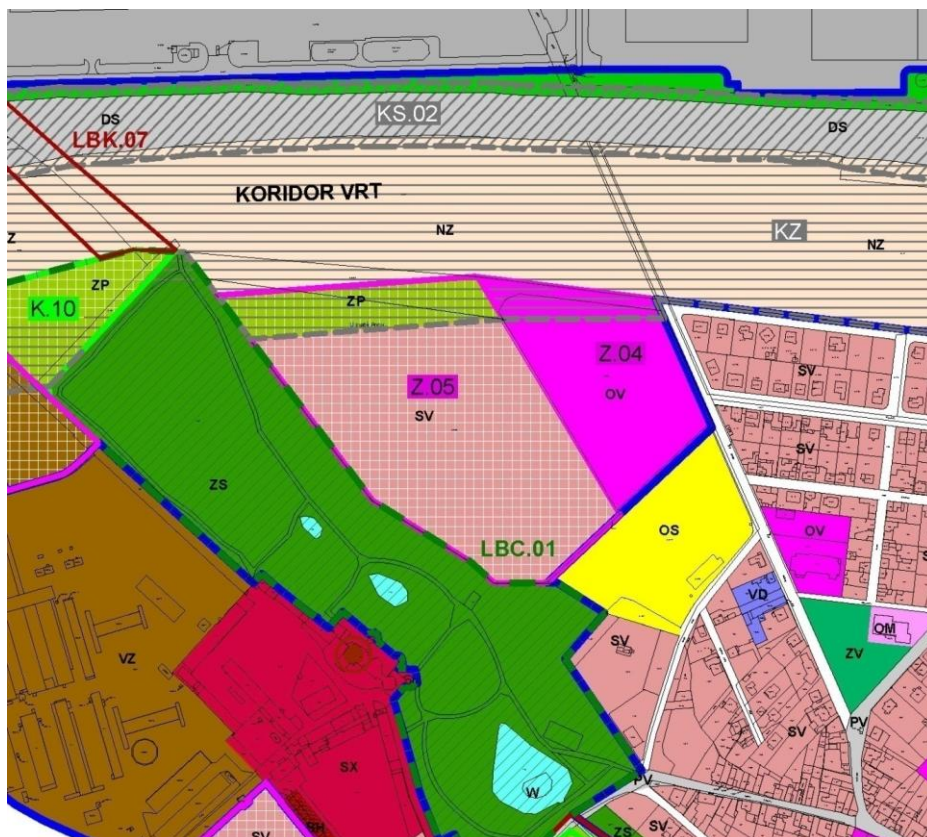 DS
KS.02
DS
LBK.07
KORIDOR VRT
NZ
KZ
NZ
Z
ZP
K.10
ZP
Z.04
SV
Z.05
SV
OV
SV
ZS
OS
OV
LBC.01
VD
OM
VZ
SV
ZV
SV
PV
SX
W
PV
SV
ZS
SV